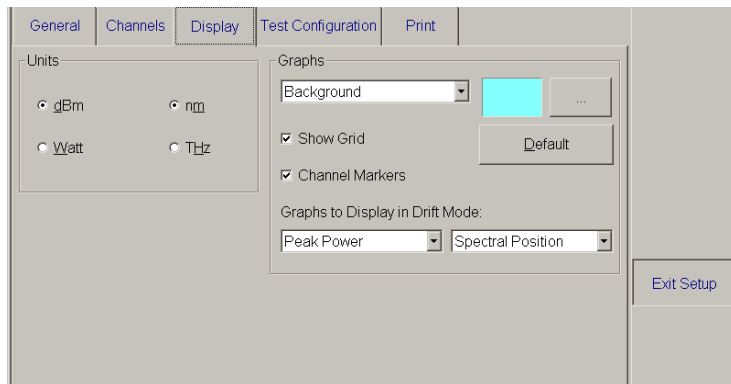 General Channels Display Test Configuration Print
Units
dBm nm
Watt THz
Graphs
Background ...
Show Grid Default
Channel Markers
Graphs to Display in Drift Mode:
Peak Power Spectral Position
Exit Setup